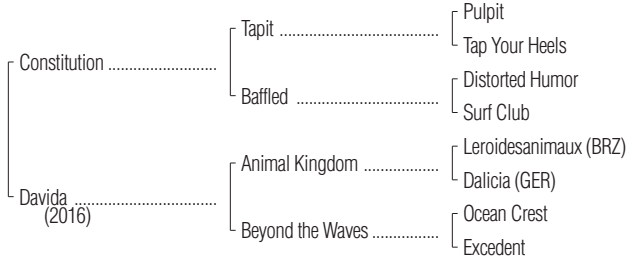 Pulpit
Tapit ................................
Tap Your Heels
Constitution ..........................
Distorted Humor
Baffled ..................................
Surf Club
Leroidesanimaux (BRZ)
Animal Kingdom ..................
Dalicia (GER)
Davida ..................................
(2016)
Ocean Crest
Beyond the Waves ................
Excedent